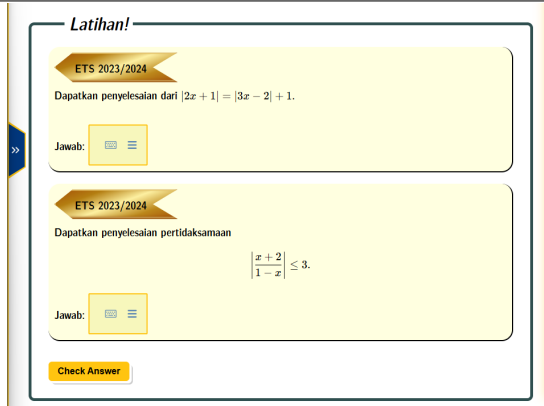 Latihan!
ETS 2023/2024
Dapatkan penyelesaian dari |2x + 1| = |3x − 2| + 1.
»
Jawab:
ETS 2023/2024
Dapatkan penyelesaian pertidaksamaan
|x + 2 / 1 − x| ≤ 3.
Jawab:
Check Answer